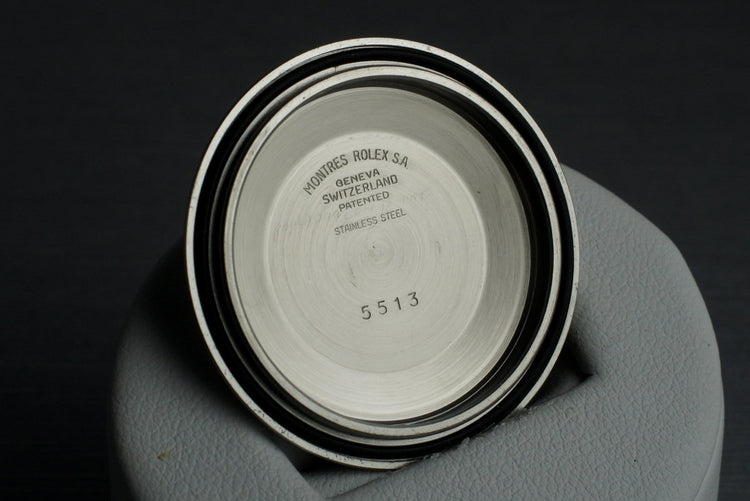 MONTRES ROLEX S.A
GENEVA
SWITZERLAND
PATENTED
STAINLESS STEEL
5513